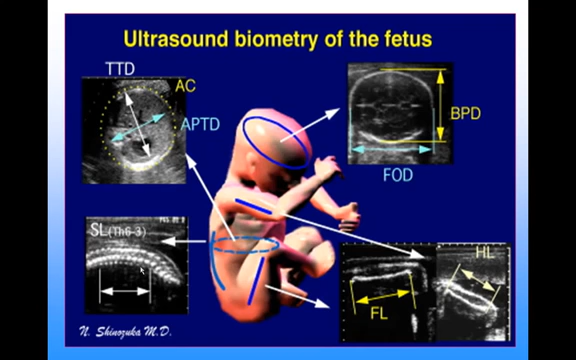 Ultrasound biometry of the fetus
TTD
AC
APTD
BPD
FOD
SL(Th6-3)
HL
FL
N. Shinozuka M.D.